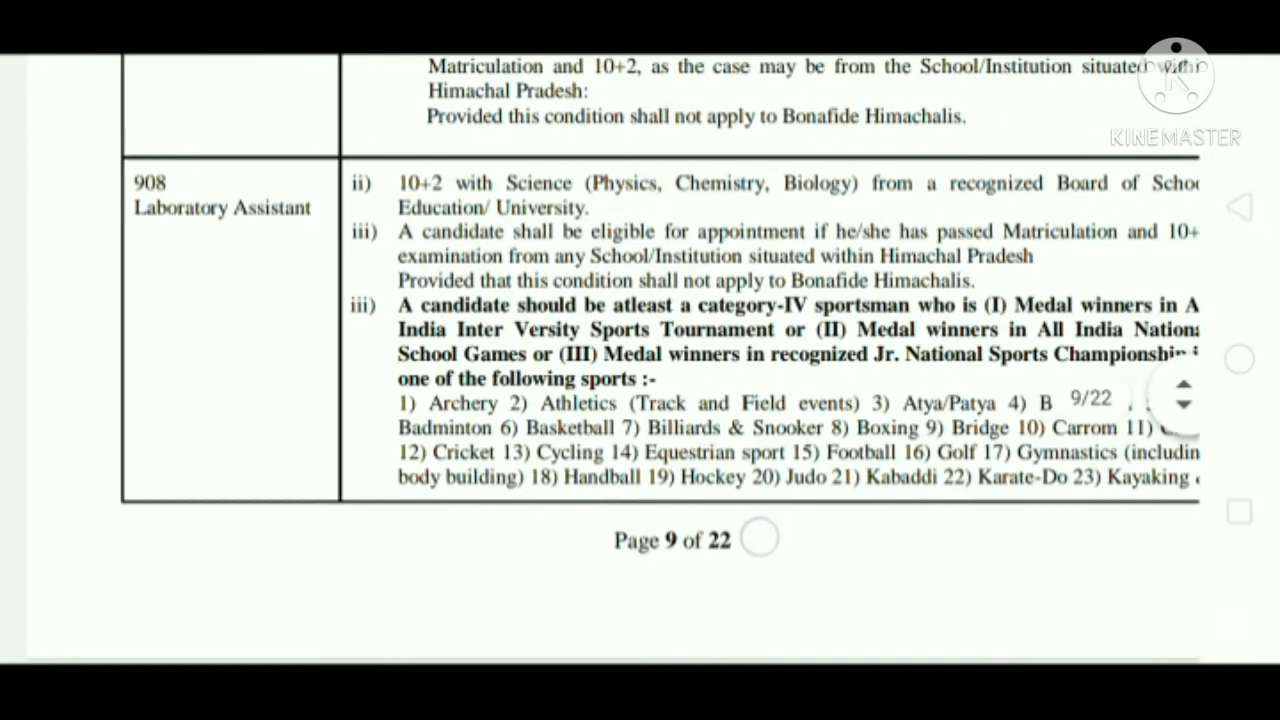 Matriculation and 10+2, as the case may be from the School/Institution situated
Himachal Pradesh:
Provided this condition shall not apply to Bonafide Himachalis.
KINEMASTER
908
Laboratory Assistant
ii) 10+2 with Science (Physics, Chemistry, Biology) from a recognized Board of Schoo
Education/ University.
iii) A candidate shall be eligible for appointment if he/she has passed Matriculation and 10+
examination from any School/Institution situated within Himachal Pradesh
Provided that this condition shall not apply to Bonafide Himachalis.
iii) A candidate should be atleast a category-IV sportsman who is (I) Medal winners in A
India Inter Versity Sports Tournament or (II) Medal winners in All India Nationa
School Games or (III) Medal winners in recognized Jr. National Sports Championship
one of the following sports :-
1) Archery 2) Athletics (Track and Field events) 3) Atya/Patya 4) B
9/22
Badminton 6) Basketball 7) Billiards & Snooker 8) Boxing 9) Bridge 10) Carrom 11)
12) Cricket 13) Cycling 14) Equestrian sport 15) Football 16) Golf 17) Gymnastics (includin
body building) 18) Handball 19) Hockey 20) Judo 21) Kabaddi 22) Karate-Do 23) Kayaking
Page 9 of 22